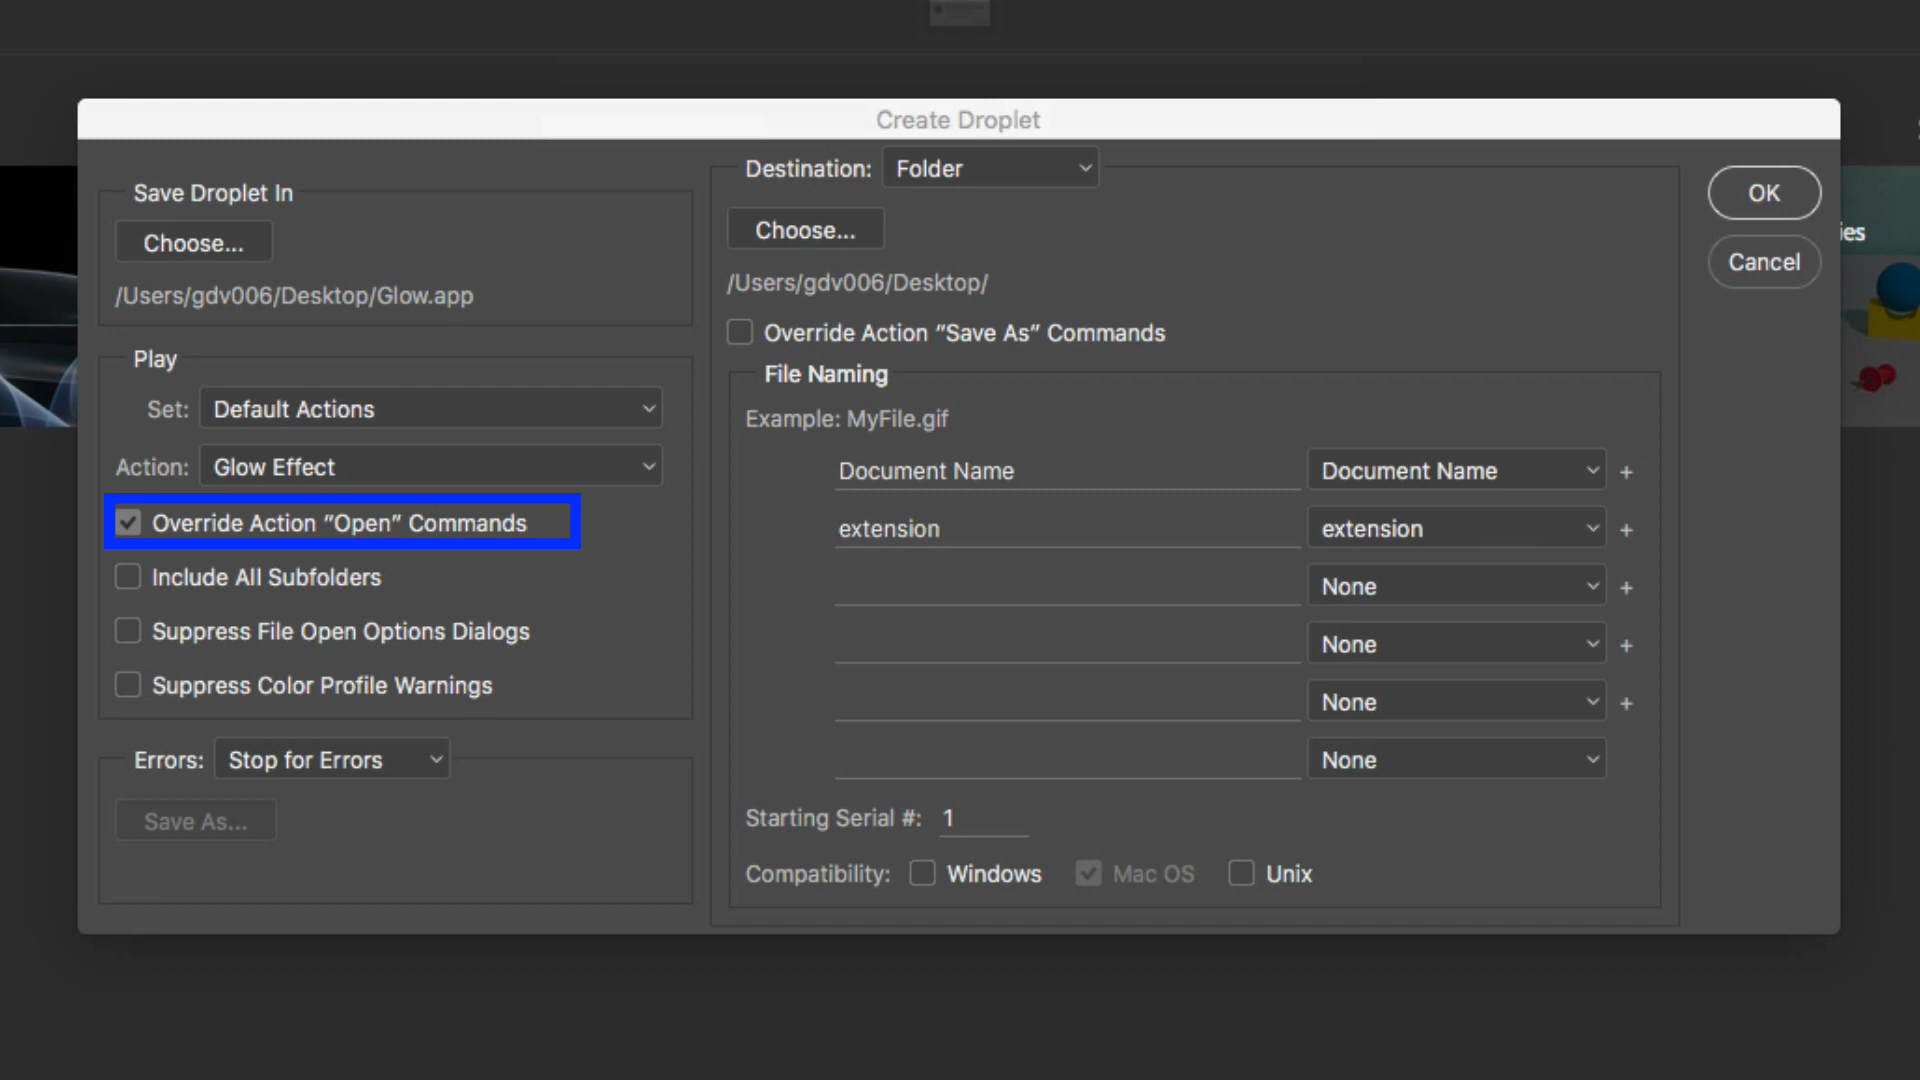 Create Droplet
Save Droplet In
Choose...
/Users/gdv006/Desktop/Glow.app
Play
Set: Default Actions
Action: Glow Effect
Override Action “Open” Commands
Include All Subfolders
Suppress File Open Options Dialogs
Suppress Color Profile Warnings
Errors: Stop for Errors
Save As...
Destination: Folder
Choose...
/Users/gdv006/Desktop/
Override Action “Save As” Commands
File Naming
Example: MyFile.gif
Document Name Document Name +
extension extension +
None +
None +
None +
None
Starting Serial #: 1
Compatibility: Windows Mac OS Unix
OK
Cancel
ies